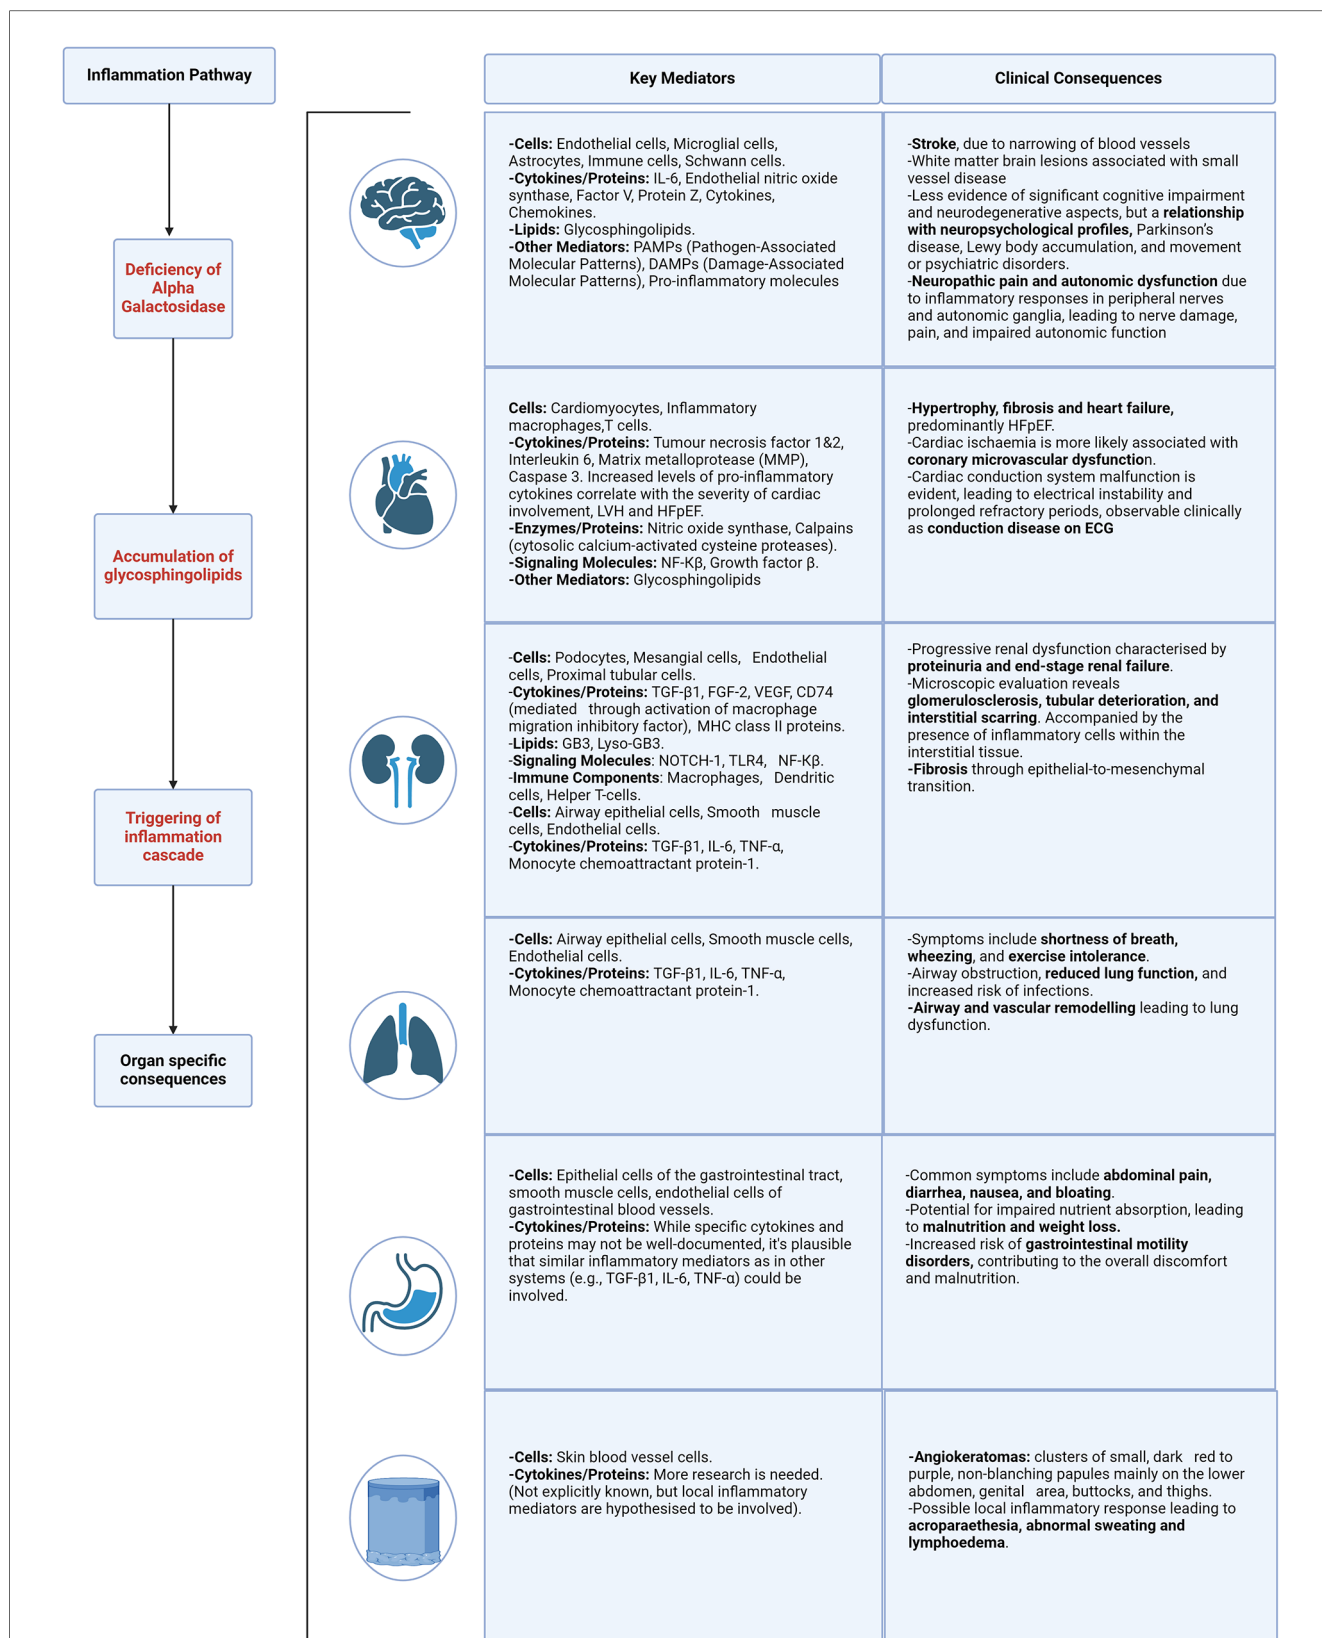 Inflammation Pathway
Deficiency of
Alpha
Galactosidase
Accumulation of
glycosphingolipids
Triggering of
inflammation
cascade
Organ specific
consequences
Key Mediators
Clinical Consequences
-Cells: Endothelial cells, Microglial cells,
Astrocytes, Immune cells, Schwann cells.
-Cytokines/Proteins: IL-6, Endothelial nitric oxide
synthase, Factor V, Protein Z, Cytokines,
Chemokines.
-Lipids: Glycosphingolipids.
-Other Mediators: PAMPs (Pathogen-Associated
Molecular Patterns), DAMPs (Damage-Associated
Molecular Patterns), Pro-inflammatory molecules
-Stroke, due to narrowing of blood vessels
-White matter brain lesions associated with small
vessel disease
-Less evidence of significant cognitive impairment
and neurodegenerative aspects, but a relationship
with neuropsychological profiles, Parkinson's
disease, Lewy body accumulation, and movement
or psychiatric disorders.
-Neuropathic pain and autonomic dysfunction due
to inflammatory responses in peripheral nerves
and autonomic ganglia, leading to nerve damage,
pain, and impaired autonomic function
Cells: Cardiomyocytes, Inflammatory
macrophages,T cells.
-Cytokines/Proteins: Tumour necrosis factor 1&2,
Interleukin 6, Matrix metalloprotease (MMP),
Caspase 3. Increased levels of pro-inflammatory
cytokines correlate with the severity of cardiac
involvement, LVH and HFpEF.
-Enzymes/Proteins: Nitric oxide synthase, Calpains
(cytosolic calcium-activated cysteine proteases).
-Signaling Molecules: NF-Kβ, Growth factor β.
-Other Mediators: Glycosphingolipids
-Hypertrophy, fibrosis and heart failure,
predominantly HFpEF.
-Cardiac ischaemia is more likely associated with
coronary microvascular dysfunction.
-Cardiac conduction system malfunction is
evident, leading to electrical instability and
prolonged refractory periods, observable clinically
as conduction disease on ECG
-Cells: Podocytes, Mesangial cells, Endothelial
cells, Proximal tubular cells.
-Cytokines/Proteins: TGF-β1, FGF-2, VEGF, CD74
(mediated through activation of macrophage
migration inhibitory factor), MHC class II proteins.
-Lipids: GB3, Lyso-GB3.
-Signaling Molecules: NOTCH-1, TLR4, NF-Kβ.
-Immune Components: Macrophages, Dendritic
cells, Helper T-cells.
-Cells: Airway epithelial cells, Smooth muscle
cells, Endothelial cells.
-Cytokines/Proteins: TGF-β1, IL-6, TNF-α,
Monocyte chemoattractant protein-1.
-Progressive renal dysfunction characterised by
proteinuria and end-stage renal failure.
-Microscopic evaluation reveals
glomerulosclerosis, tubular deterioration, and
interstitial scarring. Accompanied by the
presence of inflammatory cells within the
interstitial tissue.
-Fibrosis through epithelial-to-mesenchymal
transition.
-Cells: Airway epithelial cells, Smooth muscle cells,
Endothelial cells.
-Cytokines/Proteins: TGF-β1, IL-6, TNF-α,
Monocyte chemoattractant protein-1.
-Symptoms include shortness of breath,
wheezing, and exercise intolerance.
-Airway obstruction, reduced lung function, and
increased risk of infections.
-Airway and vascular remodelling leading to lung
dysfunction.
-Cells: Epithelial cells of the gastrointestinal tract,
smooth muscle cells, endothelial cells of
gastrointestinal blood vessels.
-Cytokines/Proteins: While specific cytokines and
proteins may not be well-documented, it's plausible
that similar inflammatory mediators as in other
systems (e.g., TGF-β1, IL-6, TNF-α) could be
involved.
-Common symptoms include abdominal pain,
diarrhea, nausea, and bloating.
-Potential for impaired nutrient absorption, leading
to malnutrition and weight loss.
-Increased risk of gastrointestinal motility
disorders, contributing to the overall discomfort
and malnutrition.
-Cells: Skin blood vessel cells.
-Cytokines/Proteins: More research is needed.
(Not explicitly known, but local inflammatory
mediators are hypothesised to be involved).
-Angiokeratomas: clusters of small, dark red to
purple, non-blanching papules mainly on the lower
abdomen, genital area, buttocks, and thighs.
-Possible local inflammatory response leading to
acroparaethesia, abnormal sweating and
lymphoedema.